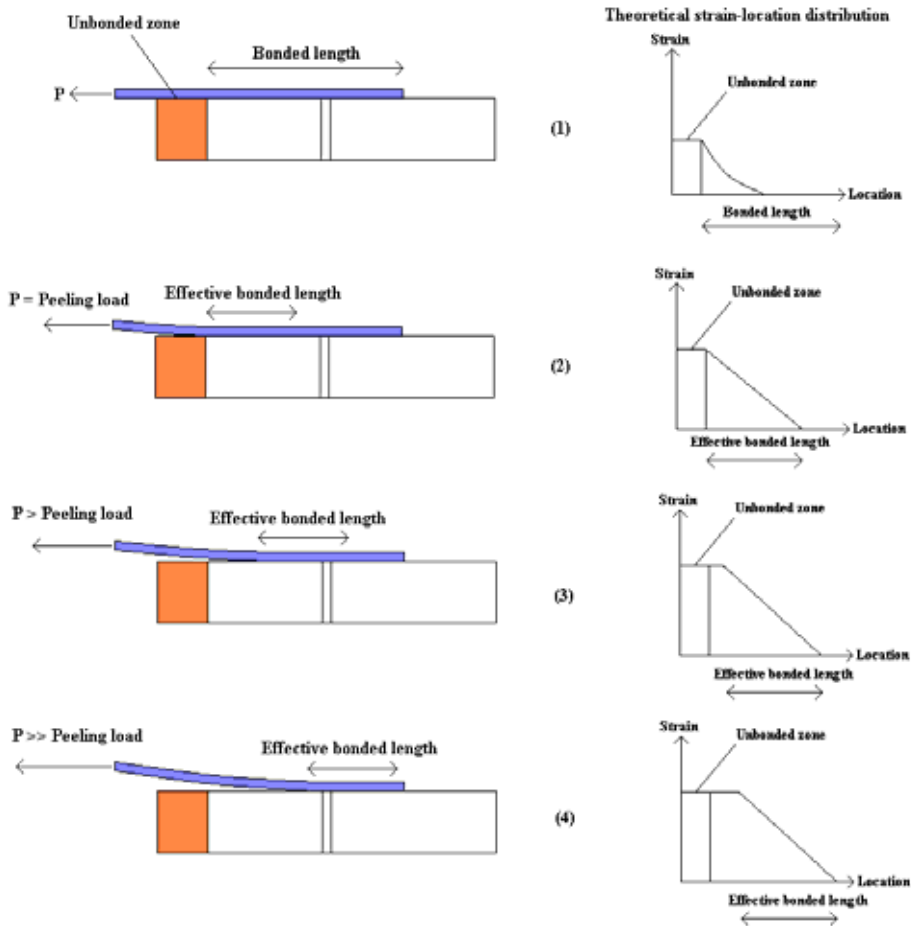 Unbonded zone
Bonded length
P
(1)
Theoretical strain-location distribution
Strain
Unbonded zone
Location
Bonded length
P = Peeling load
Effective bonded length
(2)
Strain
Unbonded zone
Location
Effective bonded length
P > Peeling load
Effective bonded length
(3)
Strain
Unbonded zone
Location
Effective bonded length
P >> Peeling load
Effective bonded length
(4)
Strain
Unbonded zone
Location
Effective bonded length